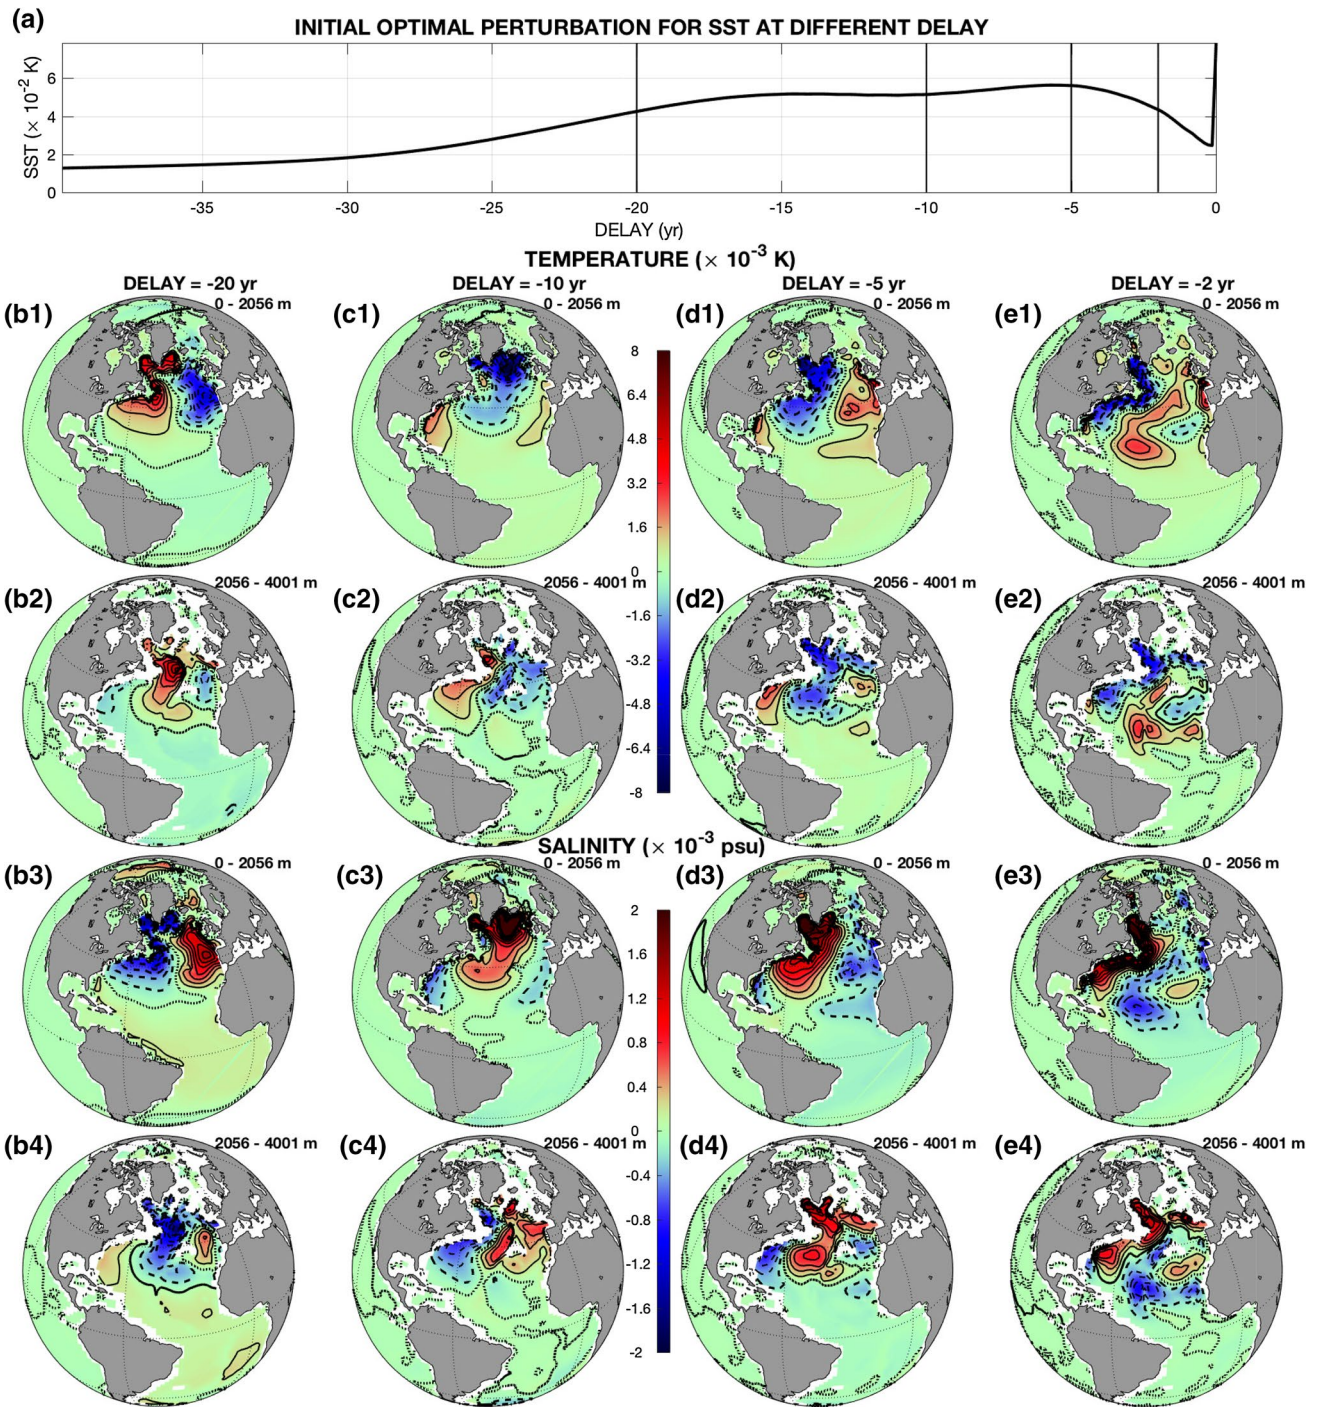 (a)
INITIAL OPTIMAL PERTURBATION FOR SST AT DIFFERENT DELAY
SST (× 10⁻² K)
6
4
2
0
-35 -30 -25 -20 -15 -10 -5 0
DELAY (yr)
TEMPERATURE (× 10⁻³ K)
DELAY = -20 yr DELAY = -10 yr DELAY = -5 yr DELAY = -2 yr
(b1) 0 - 2056 m (c1) 0 - 2056 m (d1) 0 - 2056 m (e1) 0 - 2056 m
8
6.4
4.8
3.2
1.6
0
-1.6
-3.2
-4.8
-6.4
-8
(b2) 2056 - 4001 m (c2) 2056 - 4001 m (d2) 2056 - 4001 m (e2) 2056 - 4001 m
SALINITY (× 10⁻³ psu)
(b3) 0 - 2056 m (c3) 0 - 2056 m (d3) 0 - 2056 m (e3) 0 - 2056 m
2
1.6
1.2
0.8
0.4
0
-0.4
-0.8
-1.2
-1.6
-2
(b4) 2056 - 4001 m (c4) 2056 - 4001 m (d4) 2056 - 4001 m (e4) 2056 - 4001 m